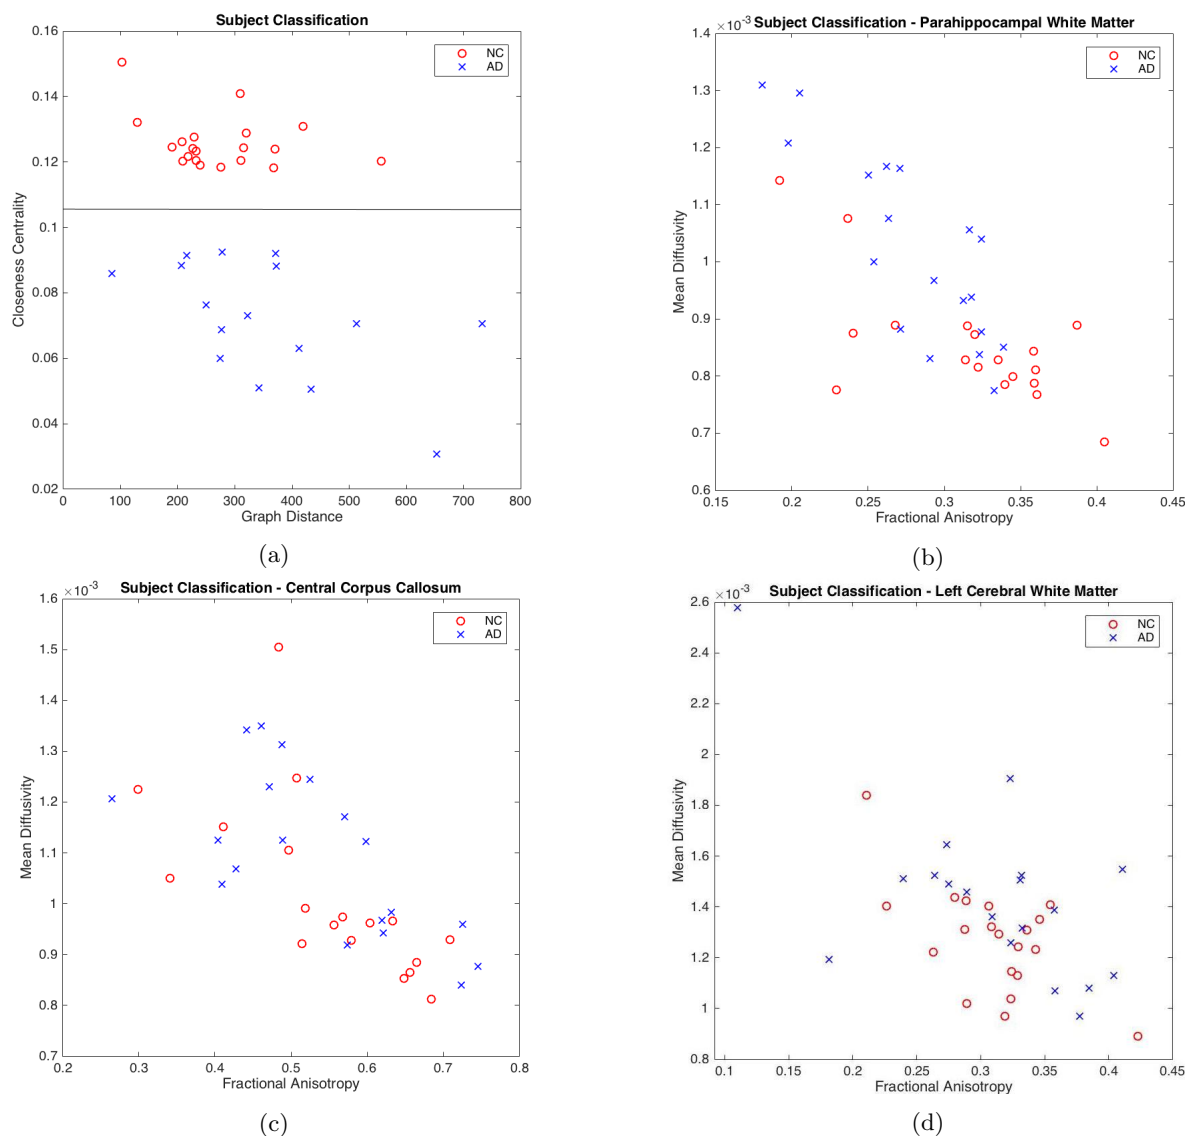 Subject Classification
0.16
0.14
0.12
0.1
0.08
0.06
0.04
0.02
Closeness Centrality
NC
AD
0 100 200 300 400 500 600 700 800
Graph Distance
(a)
×10⁻³ Subject Classification - Parahippocampal White Matter
1.4
1.3
1.2
1.1
1
0.9
0.8
0.7
0.6
Mean Diffusivity
NC
AD
0.15 0.2 0.25 0.3 0.35 0.4 0.45
Fractional Anisotropy
(b)
×10⁻³ Subject Classification - Central Corpus Callosum
1.6
1.5
1.4
1.3
1.2
1.1
1
0.9
0.8
0.7
Mean Diffusivity
NC
AD
0.2 0.3 0.4 0.5 0.6 0.7 0.8
Fractional Anisotropy
(c)
×10⁻³ Subject Classification - Left Cerebral White Matter
2.6
2.4
2.2
2
1.8
1.6
1.4
1.2
1
0.8
Mean Diffusivity
NC
AD
0.1 0.15 0.2 0.25 0.3 0.35 0.4 0.45
Fractional Anisotropy
(d)